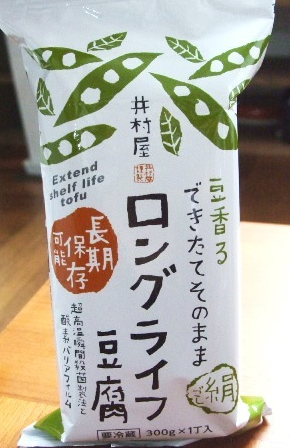 井村屋
Extend
shelf life
tofu
豆香る
できたてそのまま
ロングライフ
豆腐
絹ごし
長期
保存
可能
超高温瞬間殺菌製法と
酸素バリアフィルム
要冷蔵 300g×1丁入